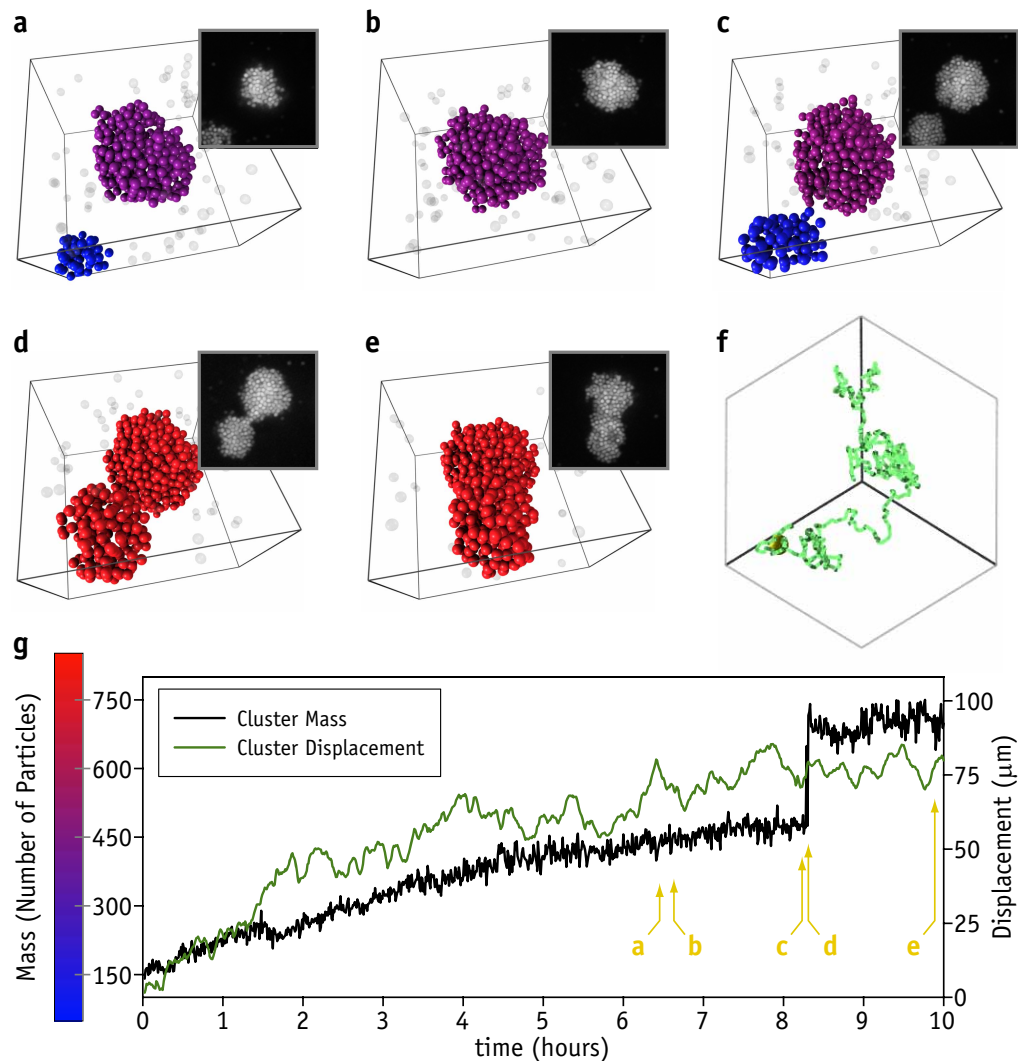 a
b
c
d
e
f
g
Mass (Number of Particles)
750
600
450
300
150
Cluster Mass
Cluster Displacement
100
75
50
25
0
Displacement (μm)
a
b
c
d
e
0
1
2
3
4
5
6
7
8
9
10
time (hours)